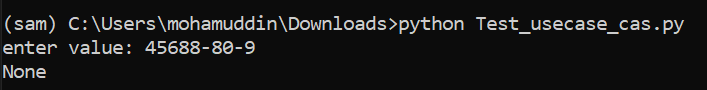 (sam) C:\Users\mohamuddin\Downloads>python Test_usecase_cas.py
enter value: 45688-80-9
None